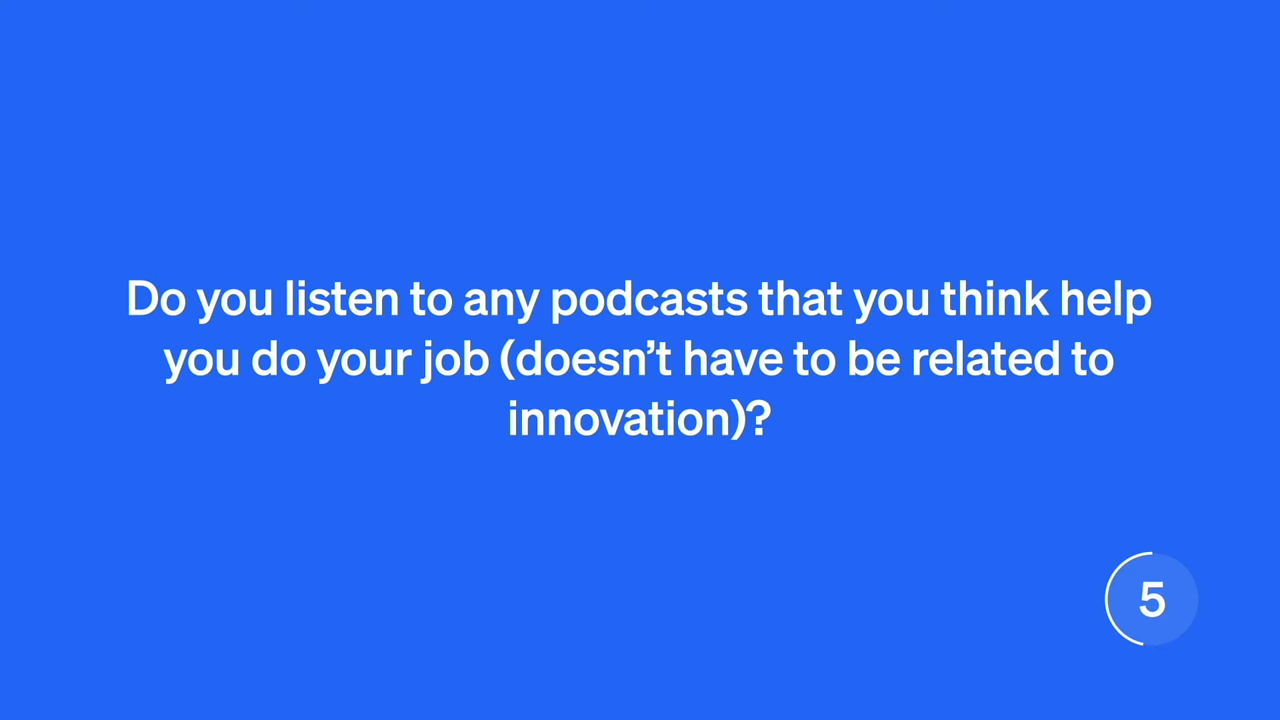 Do you listen to any podcasts that you think help
you do your job (doesn’t have to be related to
innovation)?
5